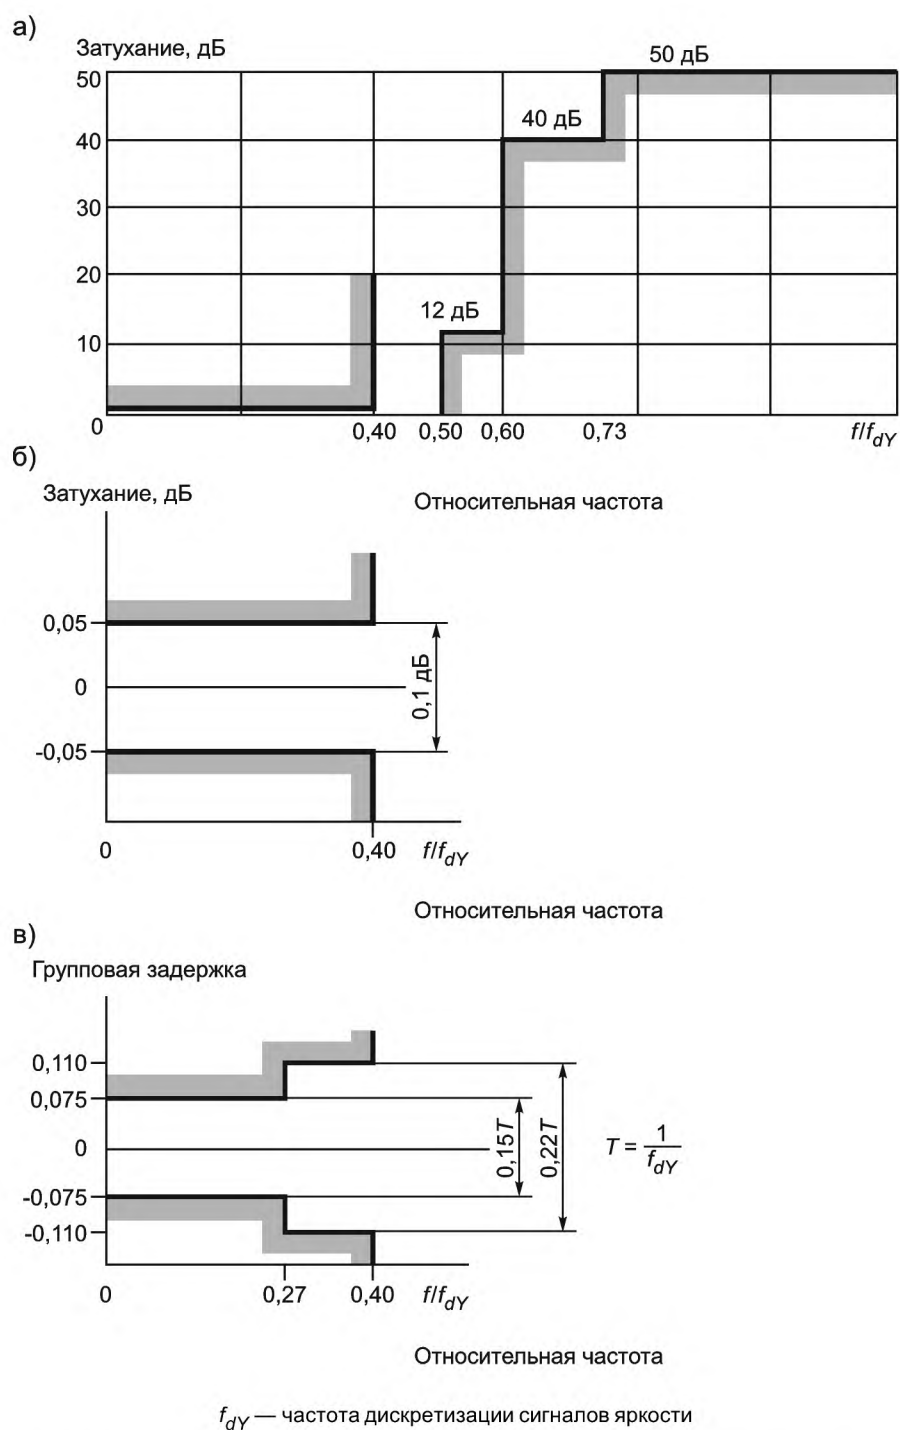 а)
Затухание, дБ
50 дБ
50
40 дБ
40
30
20
12 дБ
10
0
0,40 0,50 0,60 0,73 f/fdY
Относительная частота
б)
Затухание, дБ
0,05
0
-0,05
0,1 дБ
0 0,40 f/fdY
Относительная частота
в)
Групповая задержка
0,110
0,075
0
-0,075
-0,110
0,15T
0,22T
T = 1/fdY
0 0,27 0,40 f/fdY
Относительная частота
fdY — частота дискретизации сигналов яркости